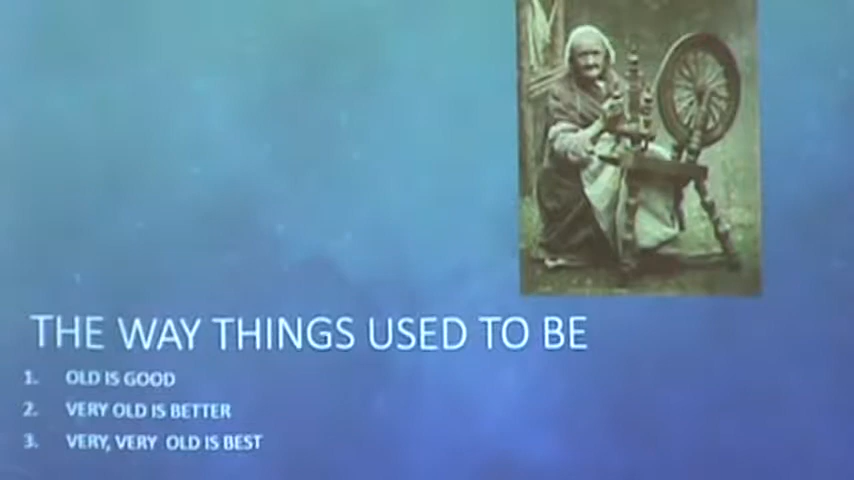 THE WAY THINGS USED TO BE
1. OLD IS GOOD
2. VERY OLD IS BETTER
3. VERY, VERY OLD IS BEST